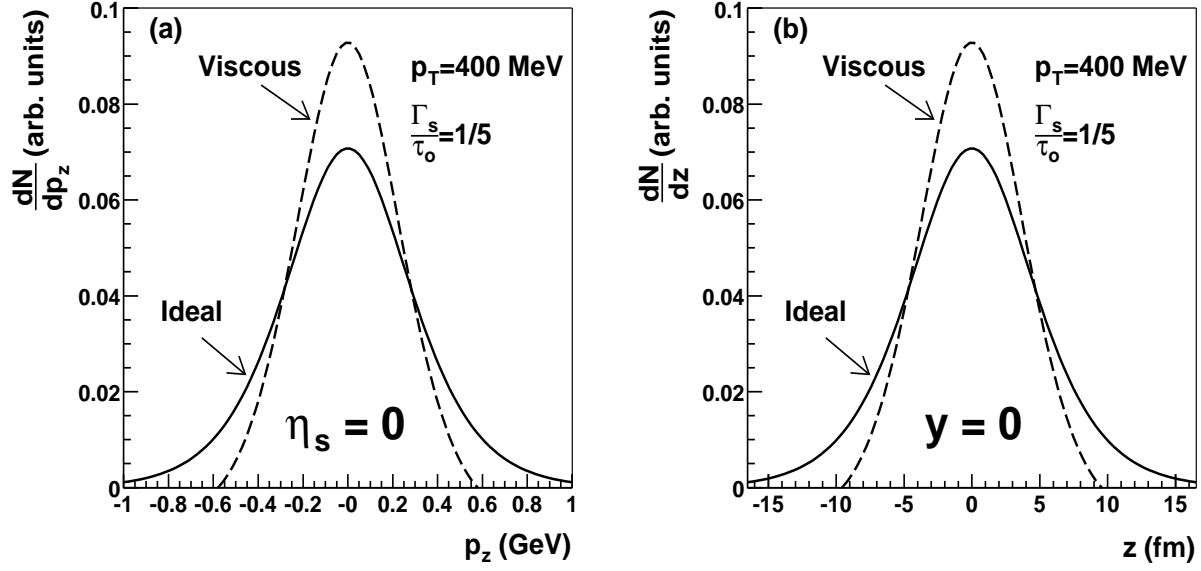 (a)
Viscous
p_T=400 MeV
Γ_s
τ_o
=1/5
Ideal
η_s = 0
dN
dp_z
(arb. units)
0.1
0.08
0.06
0.04
0.02
0
-1 -0.8 -0.6 -0.4 -0.2 -0 0.2 0.4 0.6 0.8 1
p_z (GeV)
(b)
Viscous
p_T=400 MeV
Γ_s
τ_o
=1/5
Ideal
y = 0
dN
dz
(arb. units)
0.1
0.08
0.06
0.04
0.02
0
-15 -10 -5 0 5 10 15
z (fm)